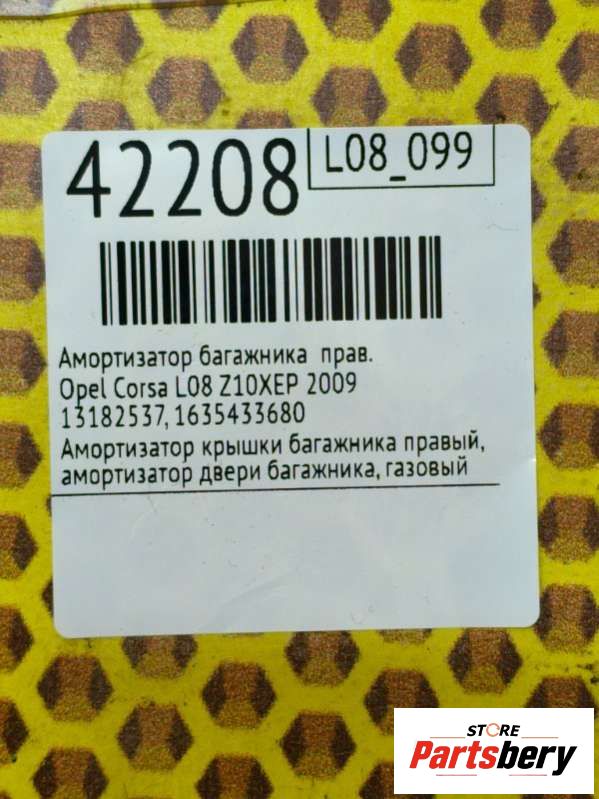 42208
L08_099
Амортизатор багажника прав.
Opel Corsa L08 Z10XEP 2009
13182537, 1635433680
Амортизатор крышки багажника правый,
амортизатор двери багажника, газовый
STORE
Partsbery